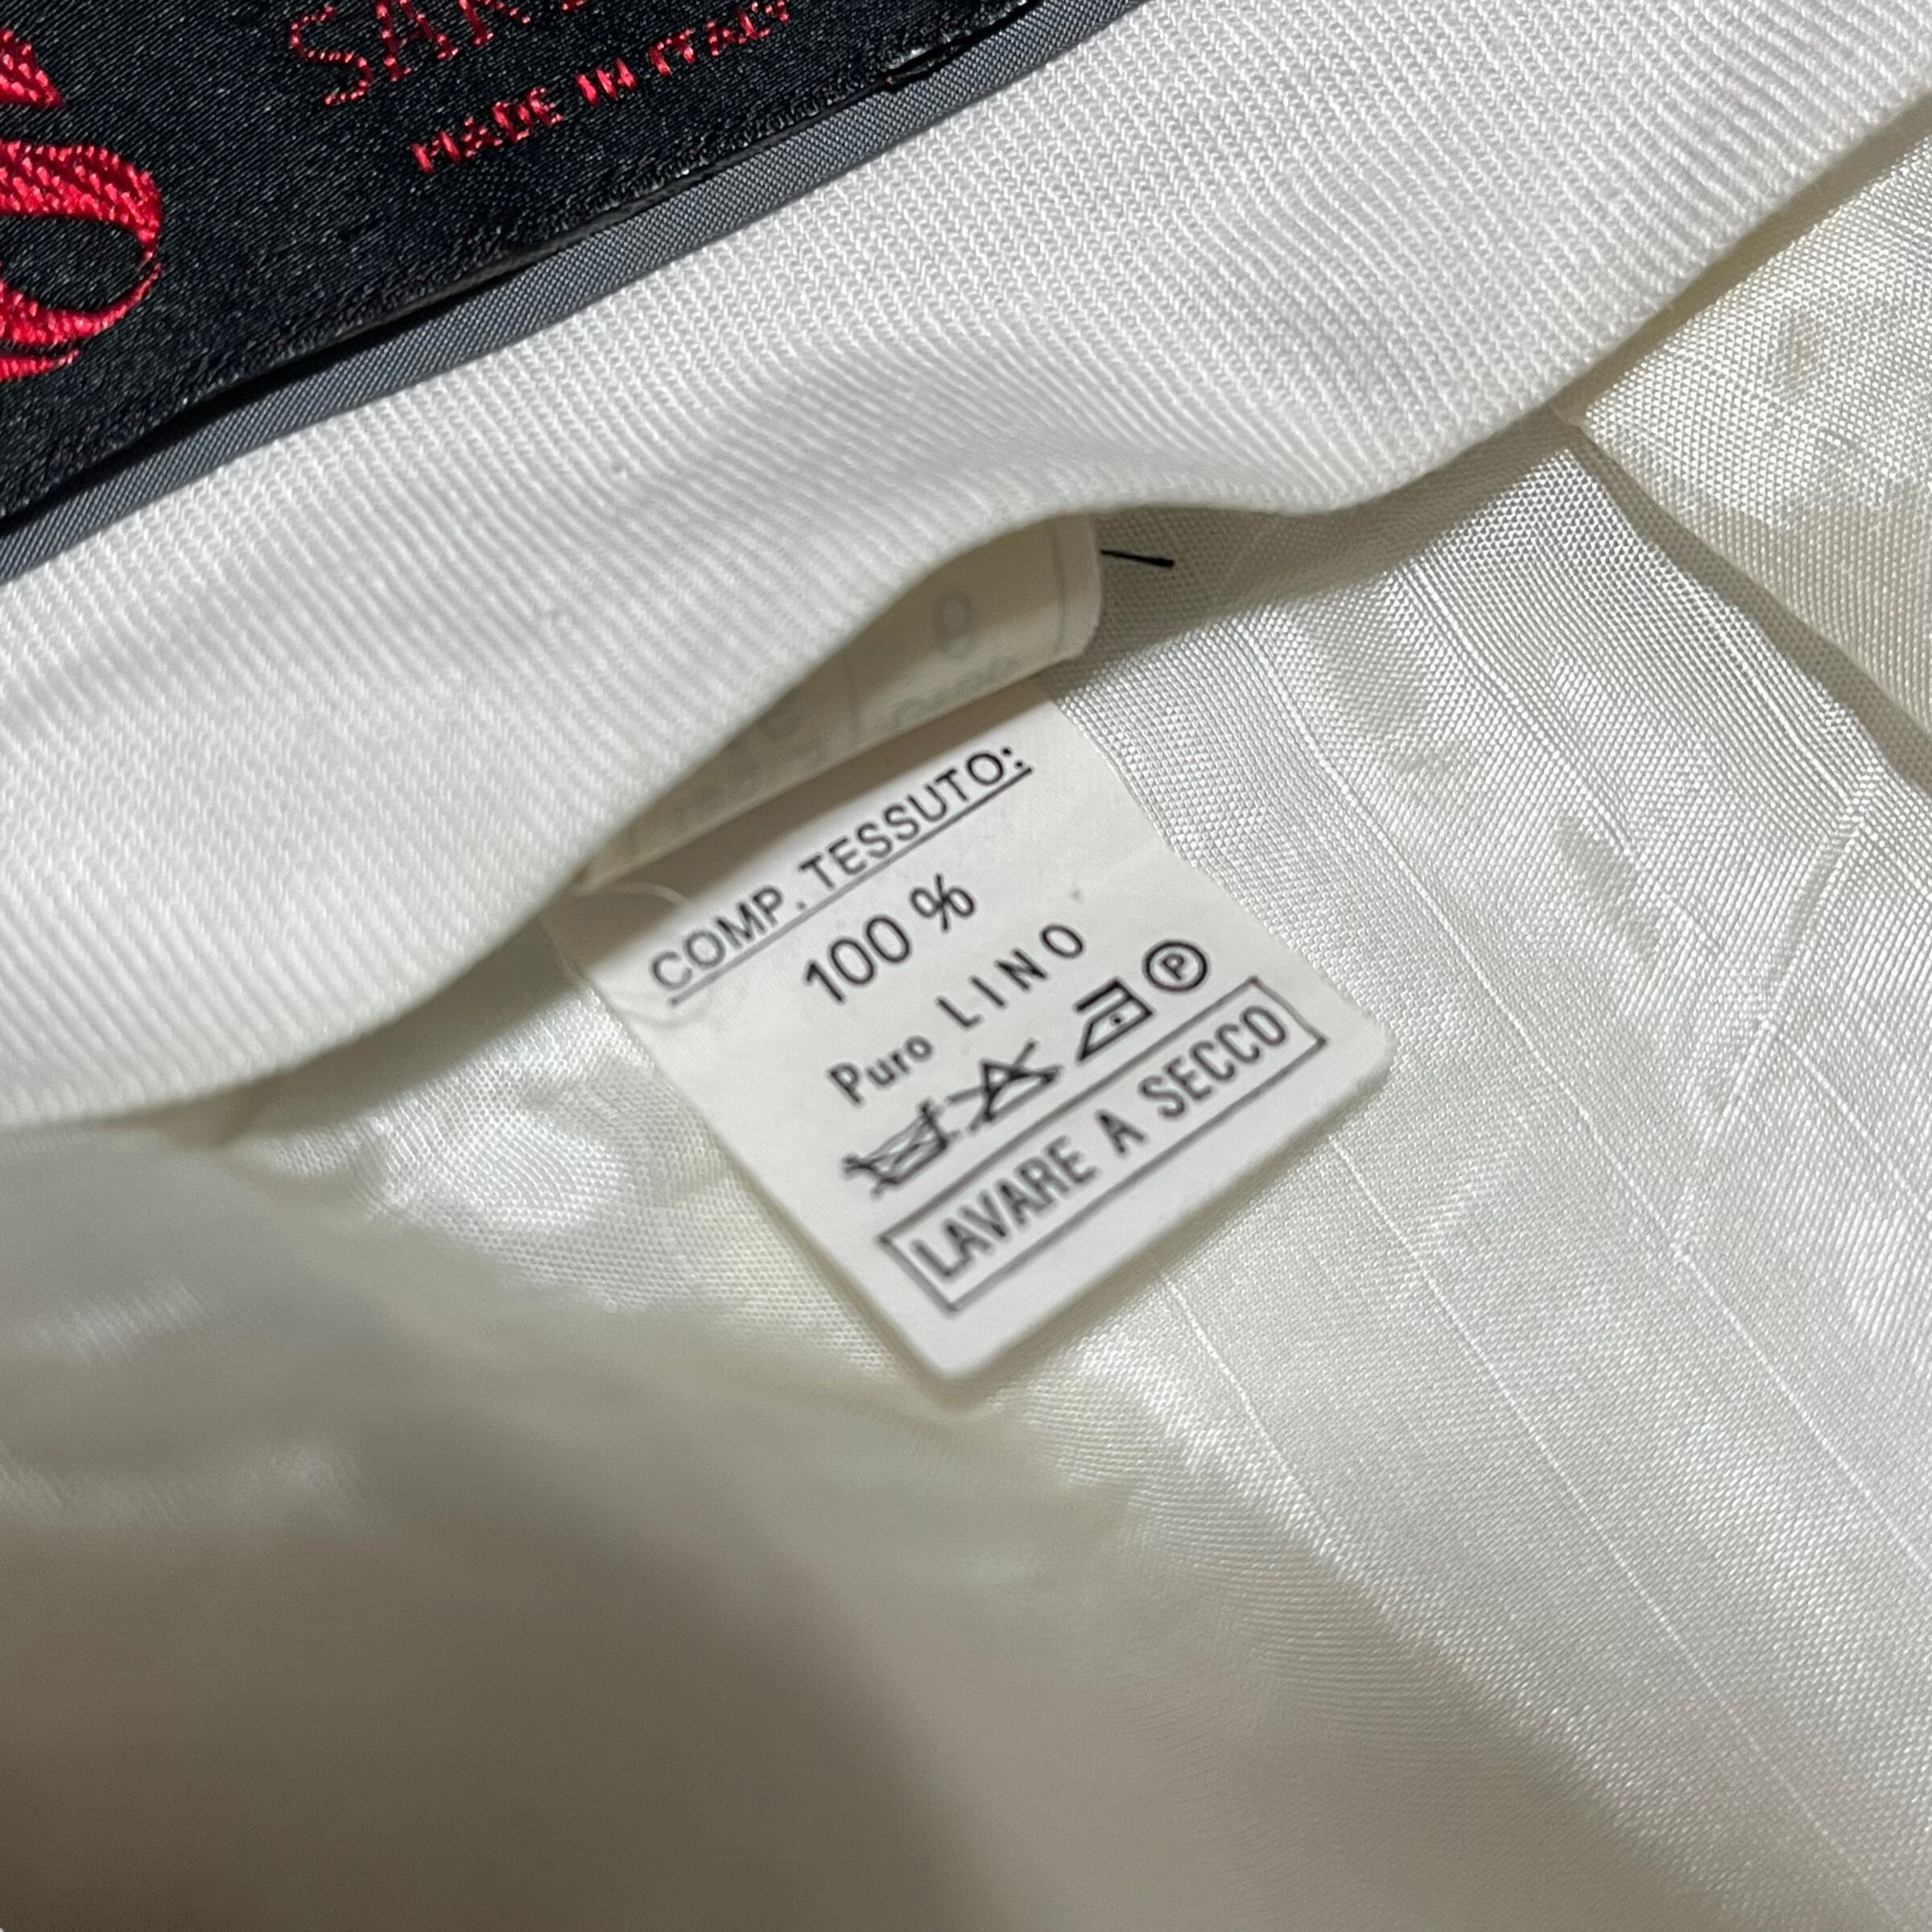 MADE IN ITALY
COMP. TESSUTO:
100 %
Puro LINO
P
LAVARE A SECCO